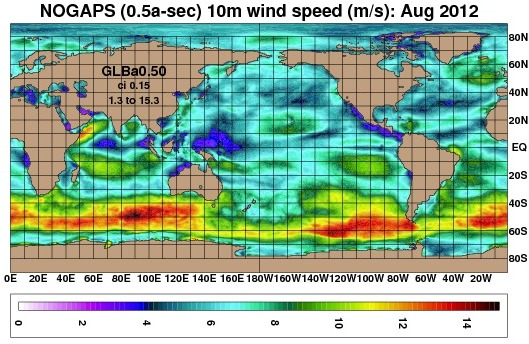 NOGAPS (0.5a-sec) 10m wind speed (m/s): Aug 2012
GLBa0.50
ci 0.15
1.3 to 15.3
80N
60N
40N
20N
EQ
20S
40S
60S
80S
0E 20E 40E 60E 80E 100E 120E 140E 160E 180W 160W 140W 120W 100W 80W 60W 40W 20W
0 2 4 6 8 10 12 14